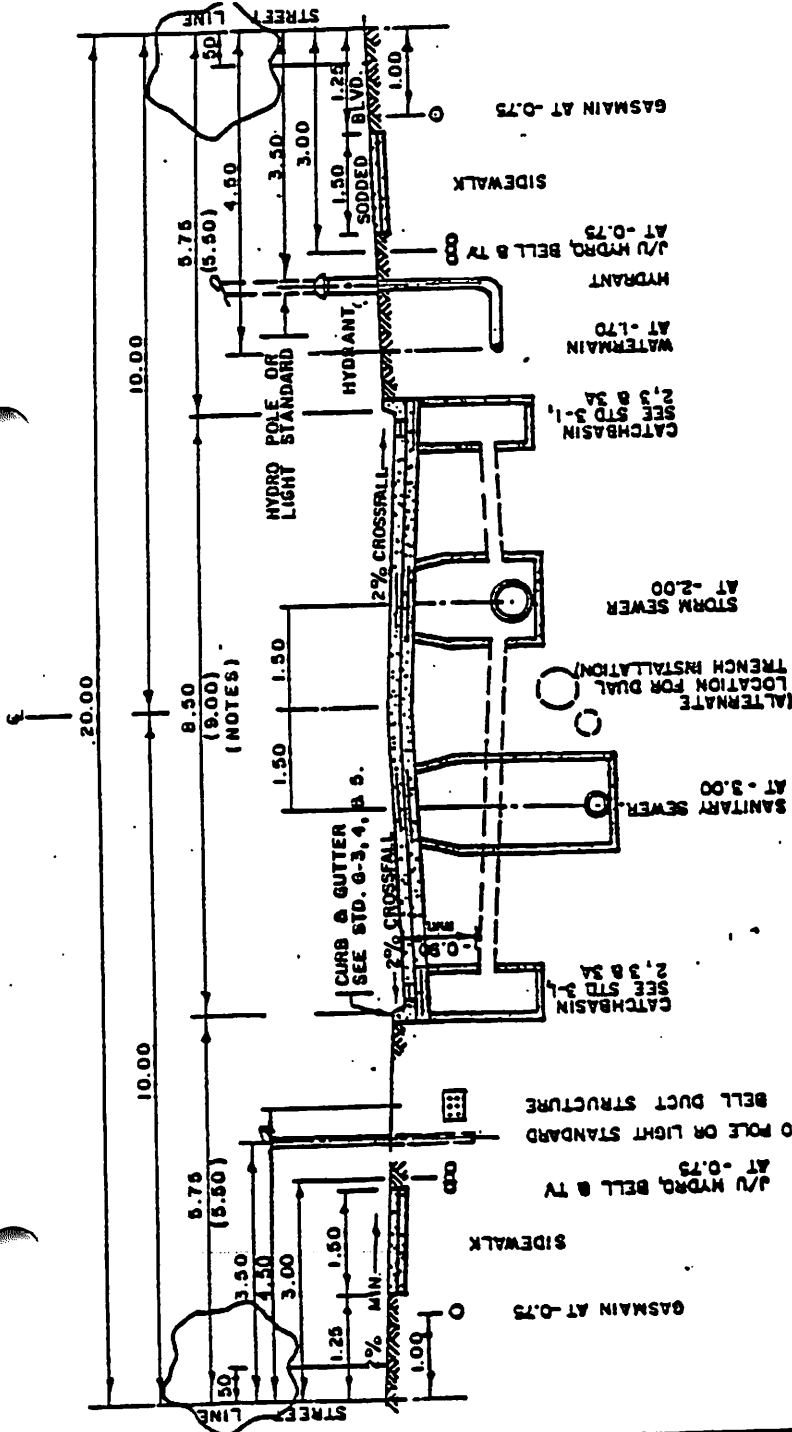 STREET LINE
.50
1.00
1.25
BLVD.
1.50
SODDED
3.00
3.50
4.50
5.75
(5.50)
10.00
20.00
GASMAIN AT -0.75
SIDEWALK
J/U HYDRO, BELL & TV
AT -0.75
HYDRANT
WATERMAIN
AT -1.70
HYDRANT
HYDRO POLE OR
LIGHT STANDARD
CATCHBASIN
SEE STD 3-1,
2, 3 & 3A
2% CROSSFALL
STORM SEWER
AT -2.00
1.50
1.50
8.50
(9.00)
(NOTES)
℄
(ALTERNATE
LOCATION FOR DUAL
TRENCH INSTALLATION)
SANITARY SEWER
AT -3.00
CURB & GUTTER
SEE STD. 6-3, 4, & 5.
2% CROSSFALL
-0.90
min.
CATCHBASIN
SEE STD 3-1,
2, 3 & 3A
BELL DUCT STRUCTURE
O POLE OR LIGHT STANDARD
J/U HYDRO, BELL & TV
AT -0.75
10.00
5.75
(5.50)
3.50
4.50
3.00
1.50
1.25
2% MIN.
SIDEWALK
GASMAIN AT -0.75
1.00
.50
STREET LINE